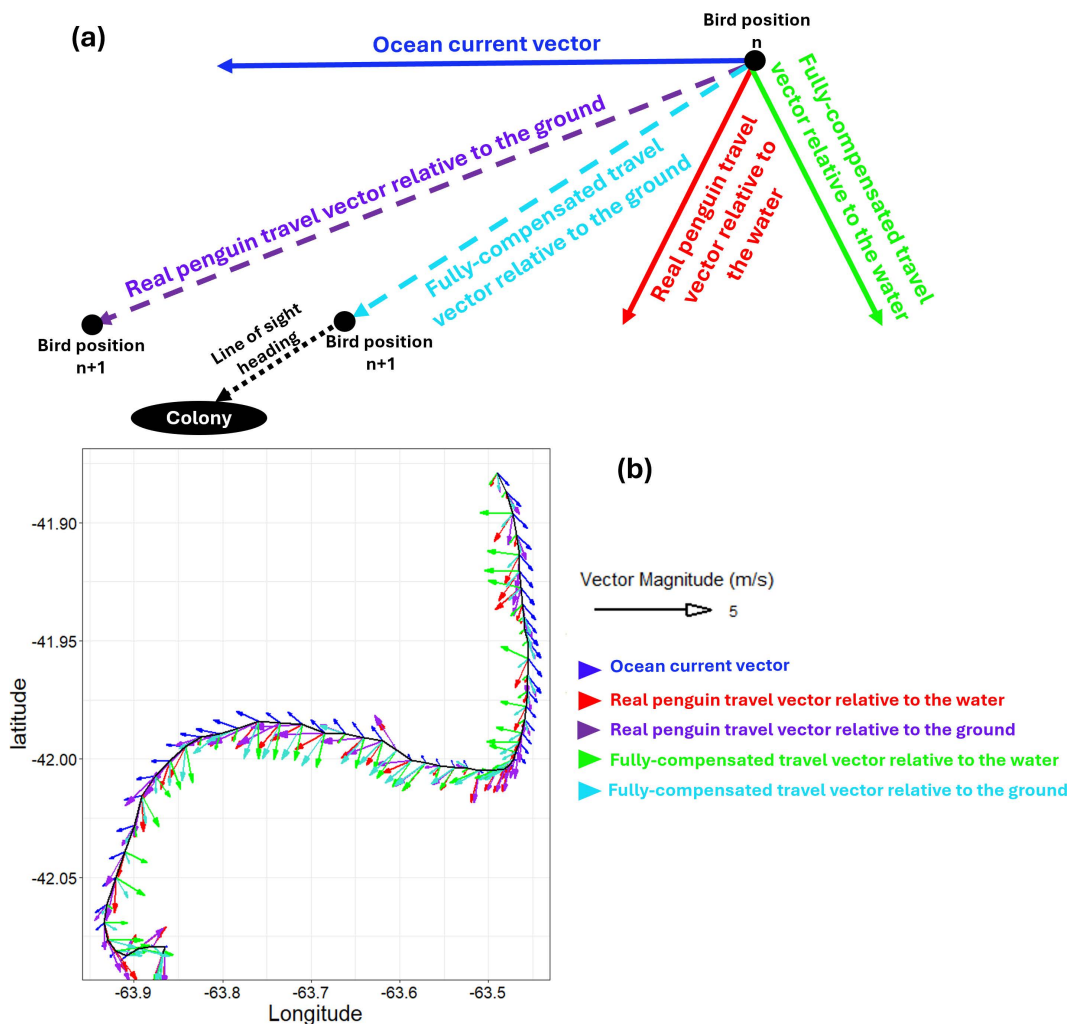 (a)
Bird position
n
Ocean current vector
Real penguin travel vector relative to the ground
Fully-compensated travel
vector relative to the ground
Real penguin travel
vector relative to
the water
Fully-compensated travel
vector relative to the water
Bird position
n+1
Line of sight
heading
Bird position
n+1
Colony
(b)
-41.90
-41.95
-42.00
-42.05
latitude
-63.9
-63.8
-63.7
-63.6
-63.5
Longitude
Vector Magnitude (m/s)
5
Ocean current vector
Real penguin travel vector relative to the water
Real penguin travel vector relative to the ground
Fully-compensated travel vector relative to the water
Fully-compensated travel vector relative to the ground